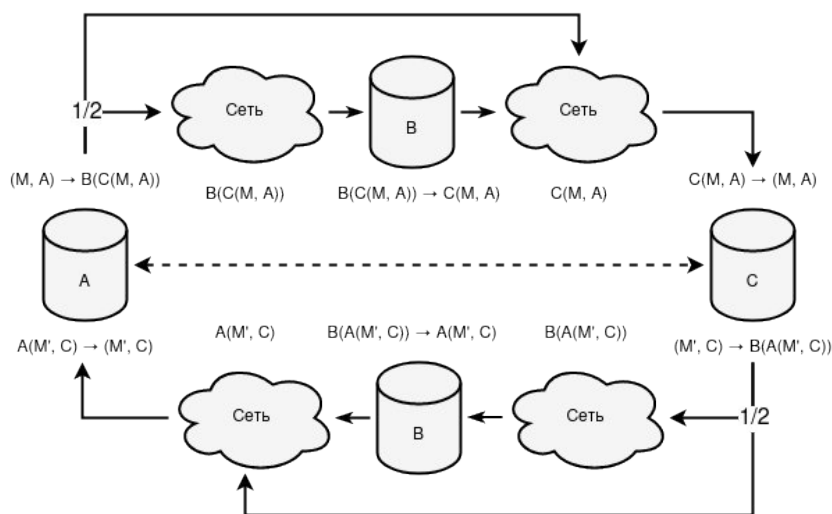 1/2
Сеть
B
Сеть
(M, A) → B(C(M, A))
B(C(M, A))
B(C(M, A)) → C(M, A)
C(M, A)
C(M, A) → (M, A)
A
C
A(M', C) → (M', C)
A(M', C)
B(A(M', C)) → A(M', C)
B(A(M', C))
(M', C) → B(A(M', C))
Сеть
B
Сеть
1/2